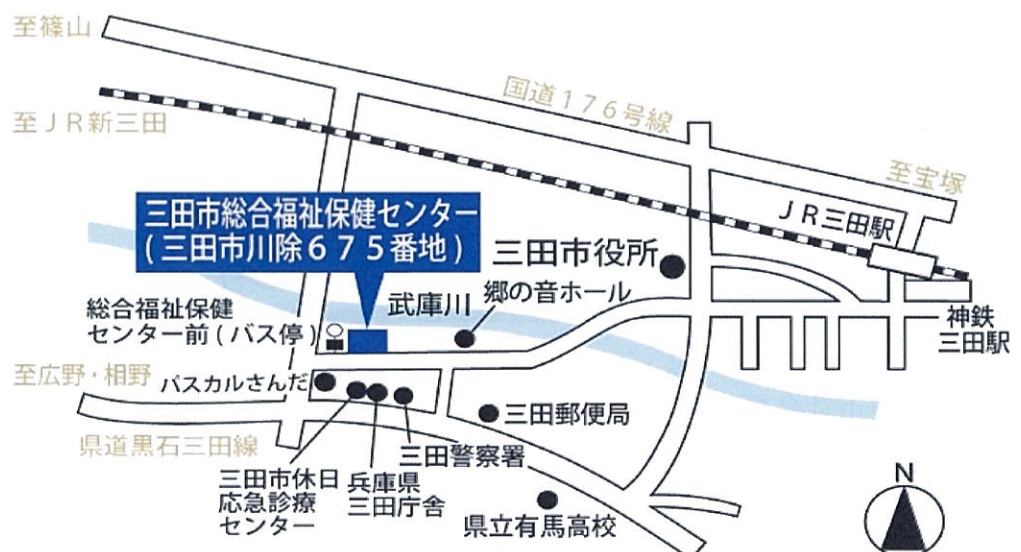 至篠山
国道176号線
至JR新三田
至宝塚
JR三田駅
三田市総合福祉保健センター
(三田市川除675番地)
三田市役所
武庫川
郷の音ホール
総合福祉保健
センター前(バス停)
神鉄
三田駅
至広野・相野
パスカルさんだ
三田郵便局
県道黒石三田線
三田警察署
三田市休日
応急診療
センター
兵庫県
三田庁舎
県立有馬高校
N